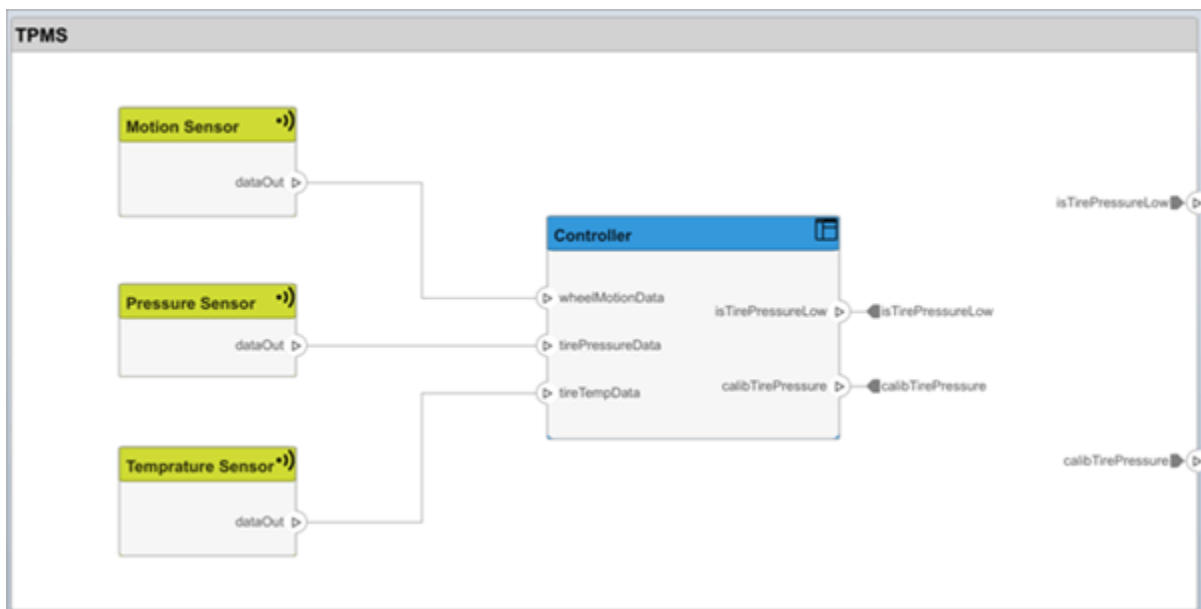 TPMS
Motion Sensor
dataOut
isTirePressureLow
Controller
Pressure Sensor
wheelMotionData
isTirePressureLow
isTirePressureLow
dataOut
tirePressureData
calibTirePressure
calibTirePressure
tireTempData
Temprature Sensor
calibTirePressure
dataOut